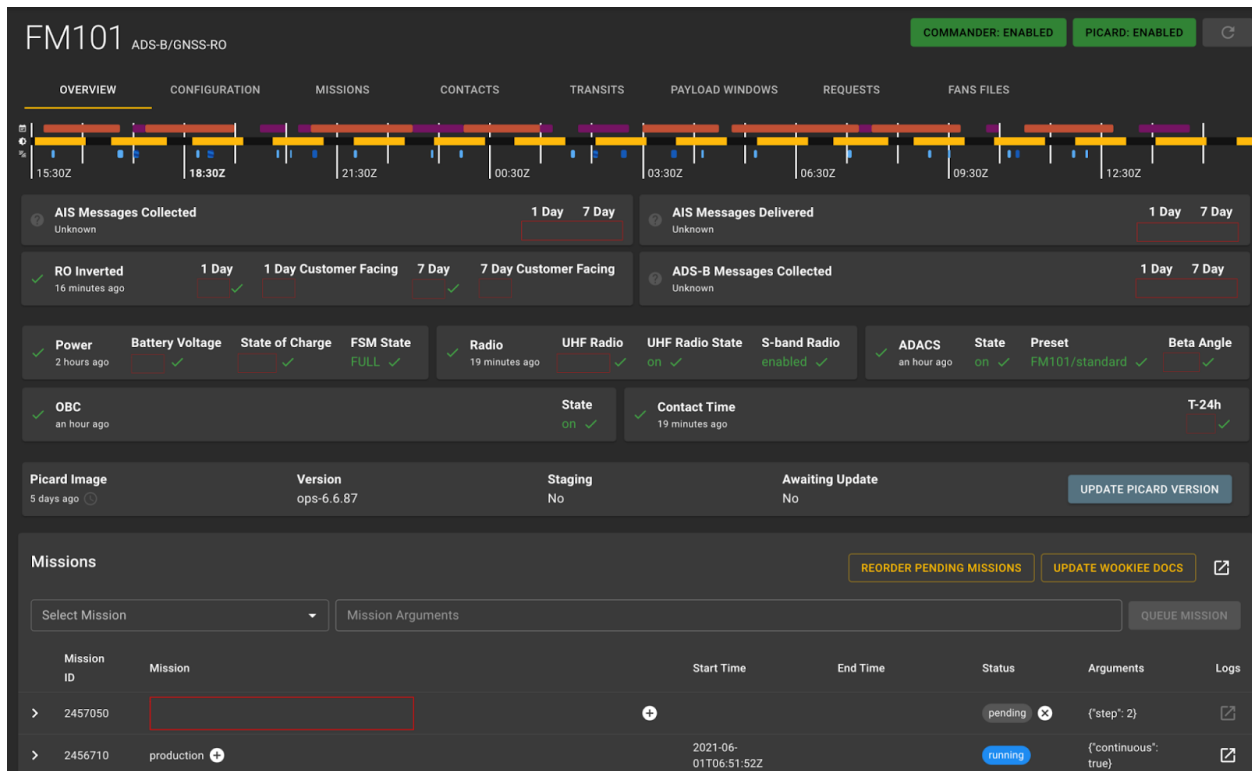 FM101 ADS-B/GNSS-RO
COMMANDER: ENABLED PICARD: ENABLED
OVERVIEW CONFIGURATION MISSIONS CONTACTS TRANSITS PAYLOAD WINDOWS REQUESTS FANS FILES
15:30Z 18:30Z 21:30Z 00:30Z 03:30Z 06:30Z 09:30Z 12:30Z
AIS Messages Collected 1 Day 7 Day
Unknown
AIS Messages Delivered 1 Day 7 Day
Unknown
RO Inverted 1 Day 1 Day Customer Facing 7 Day 7 Day Customer Facing
16 minutes ago
ADS-B Messages Collected 1 Day 7 Day
Unknown
Power Battery Voltage State of Charge FSM State
2 hours ago FULL
Radio UHF Radio UHF Radio State S-band Radio
19 minutes ago on enabled
ADACS State Preset Beta Angle
an hour ago on FM101/standard
OBC State
an hour ago on
Contact Time T-24h
19 minutes ago
Picard Image Version Staging Awaiting Update
5 days ago ops-6.6.87 No No
UPDATE PICARD VERSION
Missions
REORDER PENDING MISSIONS UPDATE WOOKIEE DOCS
Select Mission Mission Arguments QUEUE MISSION
Mission
ID Mission Start Time End Time Status Arguments Logs
2457050 pending {"step": 2}
2456710 production 2021-06-
01T06:51:52Z running {"continuous":
true}